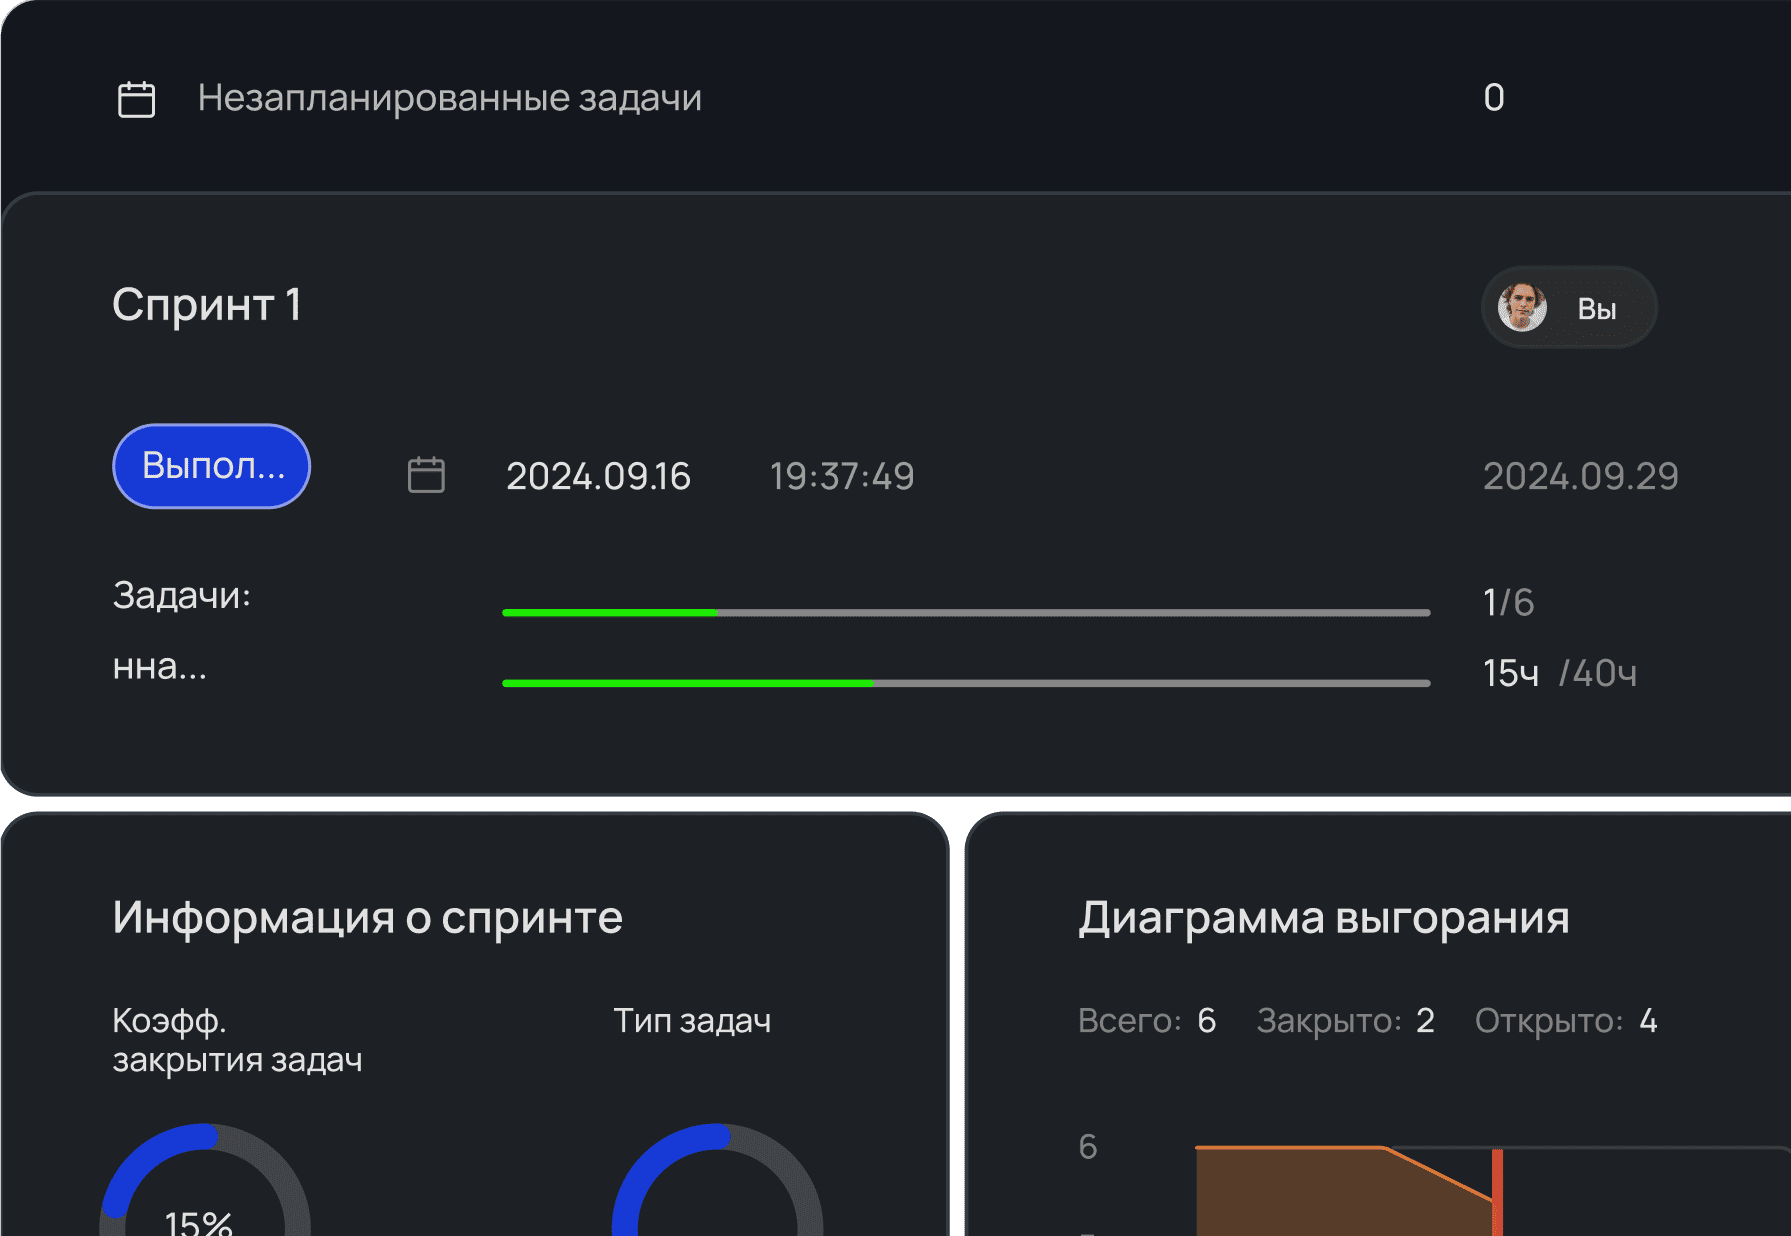 Незапланированные задачи 0
Спринт 1 Вы
Выпол... 2024.09.16 19:37:49 2024.09.29
Задачи: 1/6
нна... 15ч /40ч
Информация о спринте
Коэфф.
закрытия задач
Тип задач
15%
Диаграмма выгорания
Всего: 6 Закрыто: 2 Открыто: 4
6